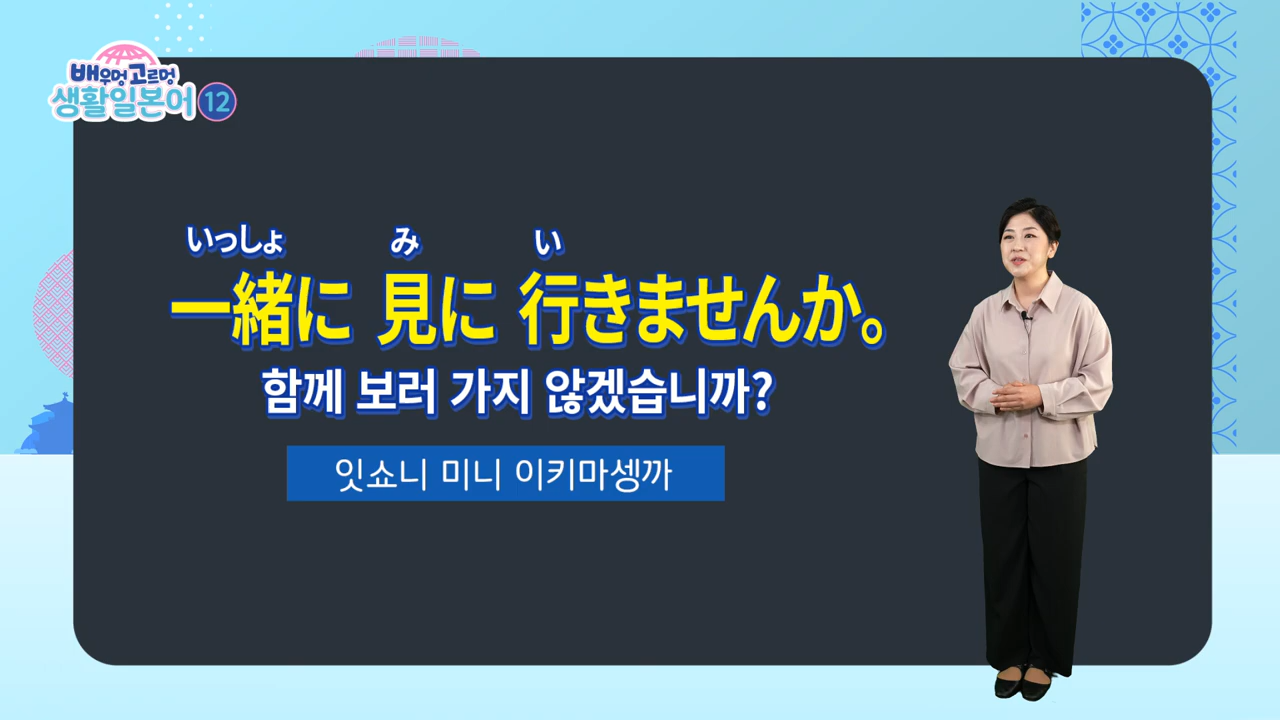 배우멍 고르멍
생활일본어 12
いっしょ み い
一緒に 見に 行きませんか。
함께 보러 가지 않겠습니까?
잇쇼니 미니 이키마셍까